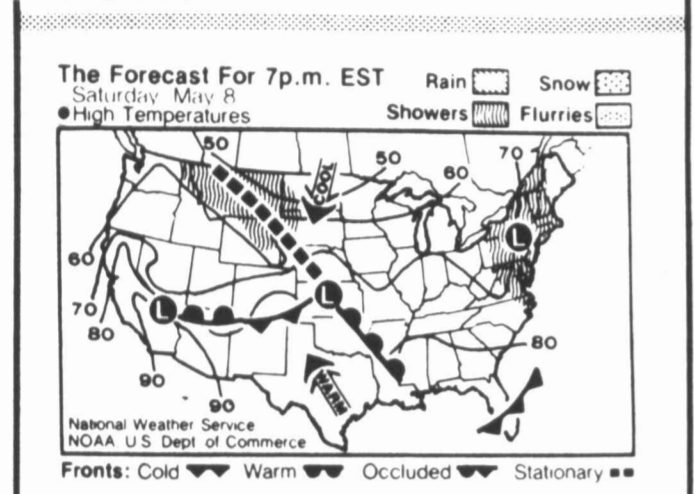 The Forecast For 7p.m. EST
Saturday May 8
●High Temperatures
Rain Snow
Showers Flurries
50
50
60
70
COOL
L
60
70
80
L
L
80
90
90
WARM
National Weather Service
NOAA U S Dept of Commerce
Fronts: Cold Warm Occluded Stationary